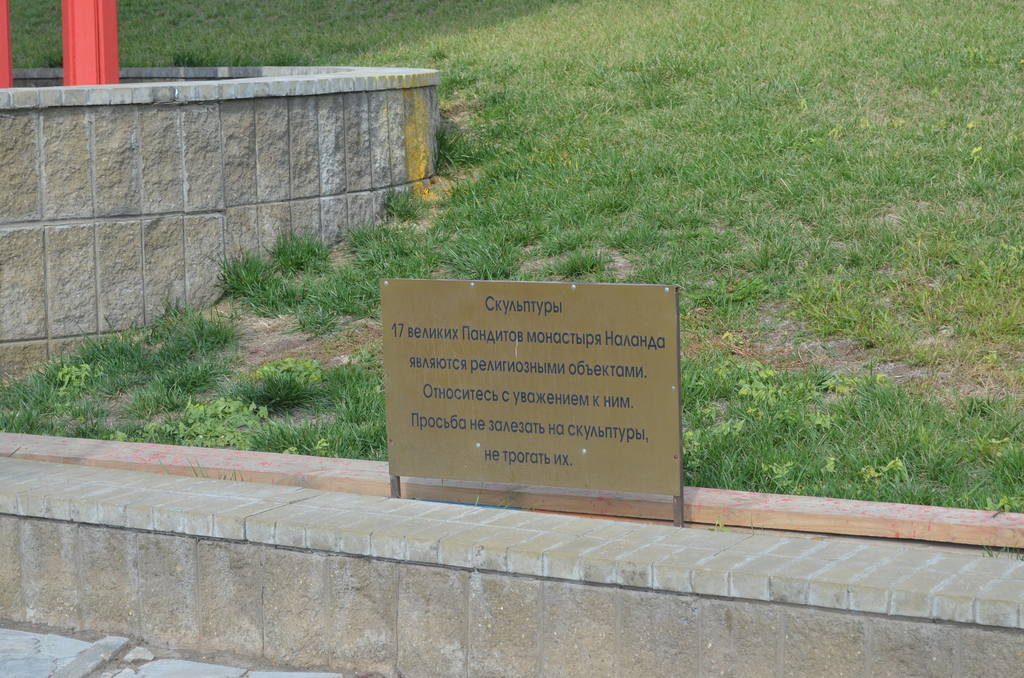 Скульптуры
17 великих Пандитов монастыря Наланда
являются религиозными объектами.
Относитесь с уважением к ним.
Просьба не залезать на скульптуры,
не трогать их.